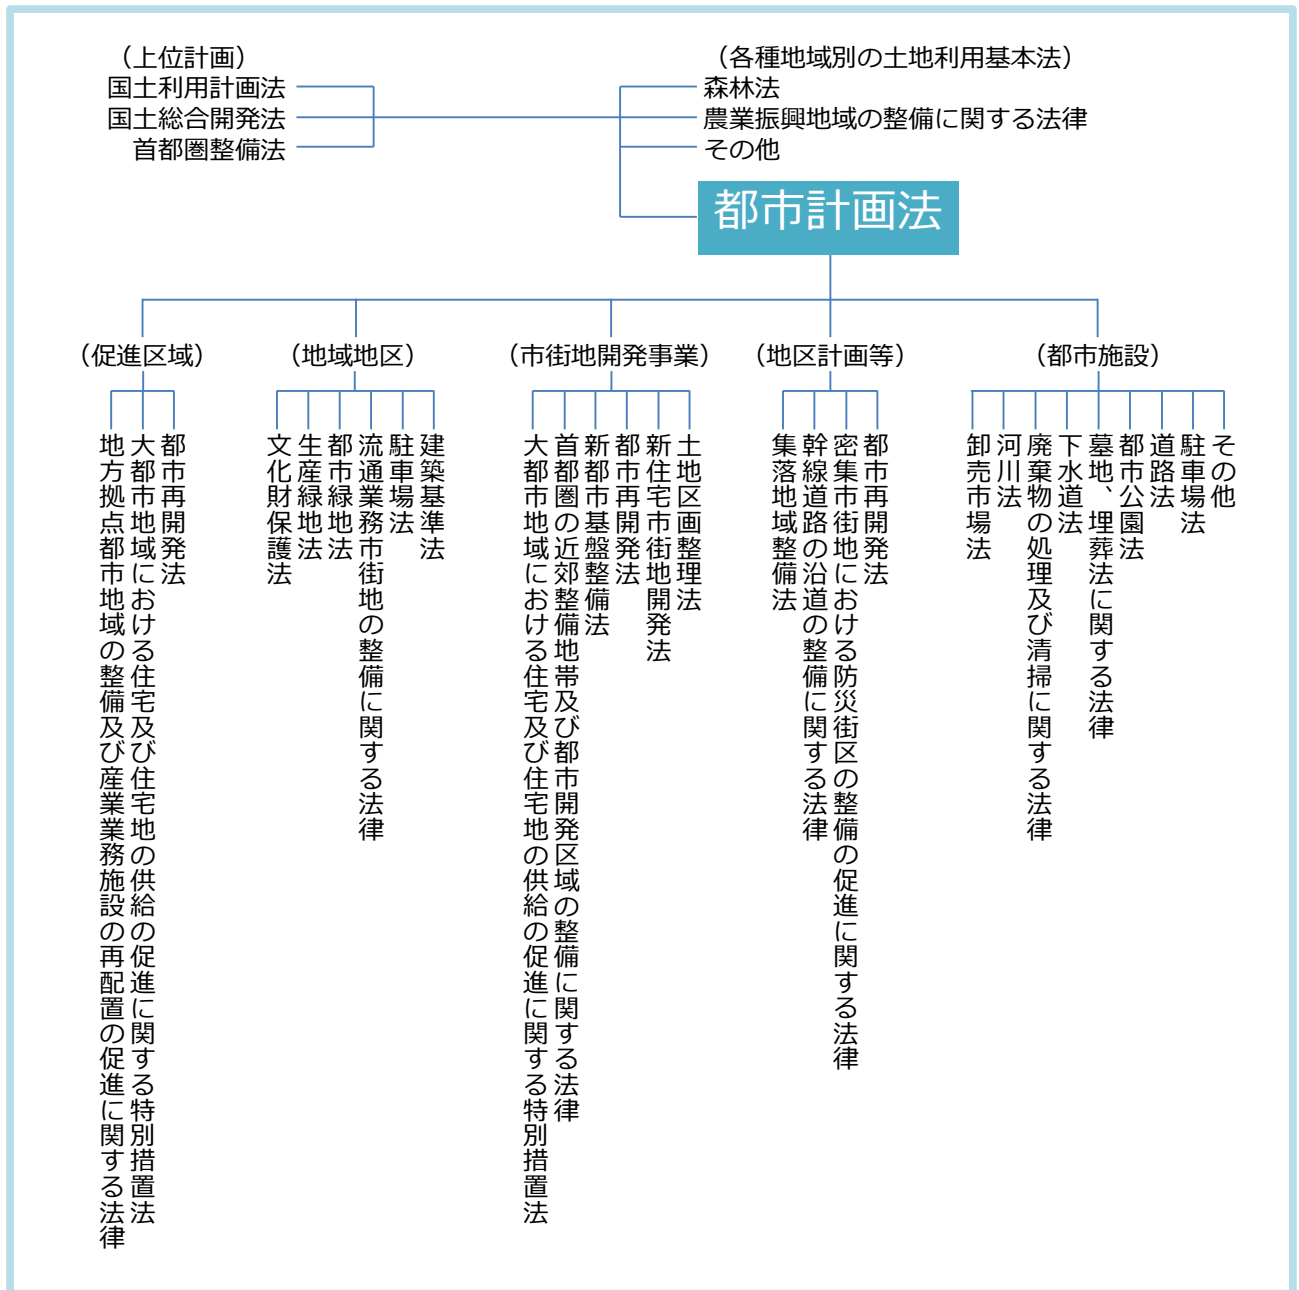 （上位計画）
国土利用計画法
国土総合開発法
首都圏整備法
（各種地域別の土地利用基本法）
森林法
農業振興地域の整備に関する法律
その他
都市計画法
（促進区域）
都市再開発法
大都市地域における住宅及び住宅地の供給の促進に関する特別措置法
地方拠点都市地域の整備及び産業業務施設の再配置の促進に関する法律
（地域地区）
建築基準法
駐車場法
流通業務市街地の整備に関する法律
都市緑地法
生産緑地法
文化財保護法
（市街地開発事業）
土地区画整理法
新住宅市街地開発法
都市再開発法
新都市基盤整備法
首都圏の近郊整備地帯及び都市開発区域の整備に関する法律
大都市地域における住宅及び住宅地の供給の促進に関する特別措置法
（地区計画等）
都市再開発法
密集市街地における防災街区の整備の促進に関する法律
幹線道路の沿道の整備に関する法律
集落地域整備法
（都市施設）
その他
駐車場法
道路法
都市公園法
墓地、埋葬法に関する法律
下水道法
廃棄物の処理及び清掃に関する法律
河川法
卸売市場法